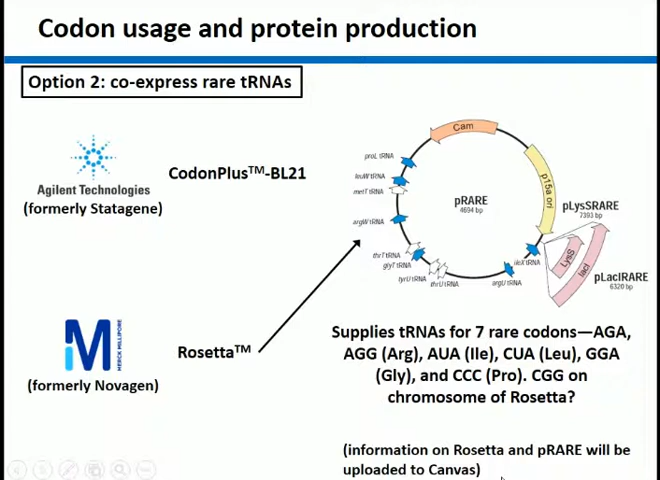 Codon usage and protein production
Option 2: co-express rare tRNAs
Agilent Technologies
(formerly Statagene)
CodonPlus™-BL21
MERCK MILLIPORE
Rosetta™
(formerly Novagen)
Cam
p15a ori
pRARE
4694 bp
proL tRNA
leuW tRNA
metT tRNA
argW tRNA
thrT tRNA
glyT tRNA
tyrU tRNA
thrU tRNA
argU tRNA
ileX tRNA
pLysSRARE
7393 bp
LysS
lacI
pLacIRARE
6320 bp
Supplies tRNAs for 7 rare codons—AGA,
AGG (Arg), AUA (Ile), CUA (Leu), GGA
(Gly), and CCC (Pro). CGG on
chromosome of Rosetta?
(information on Rosetta and pRARE will be
uploaded to Canvas)